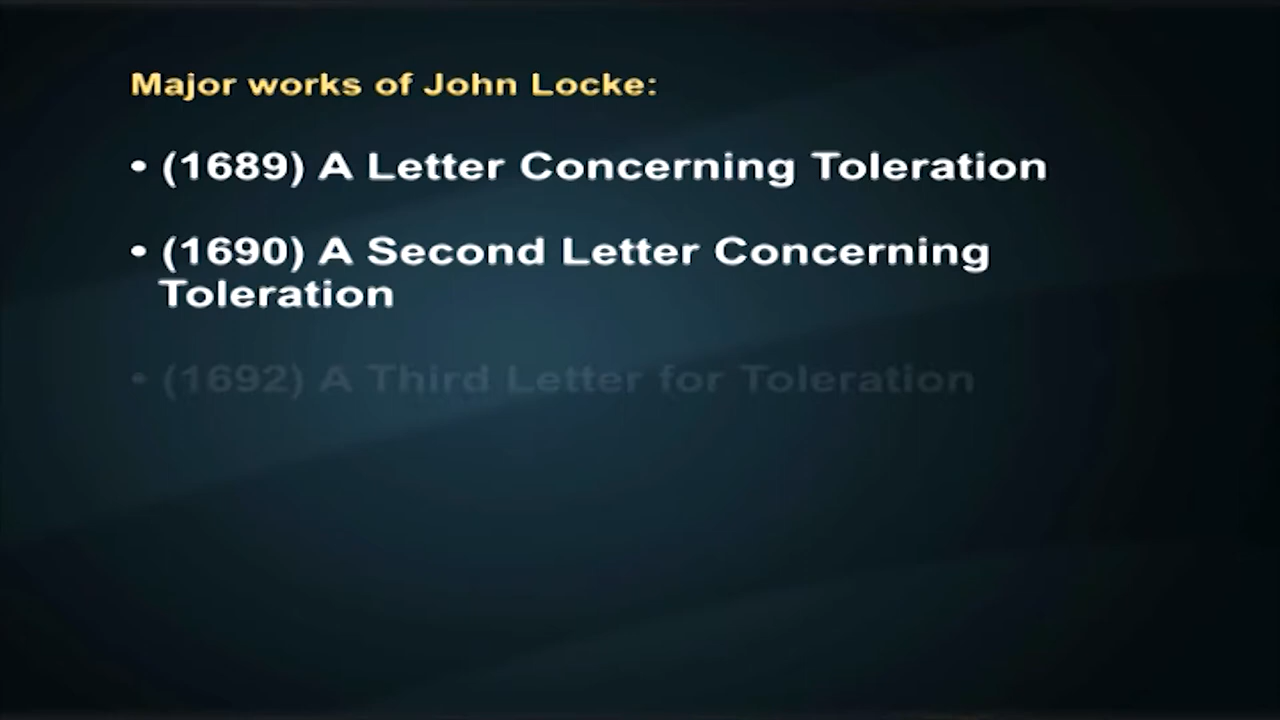 Major works of John Locke:
• (1689) A Letter Concerning Toleration
• (1690) A Second Letter Concerning
Toleration
• (1692) A Third Letter for Toleration